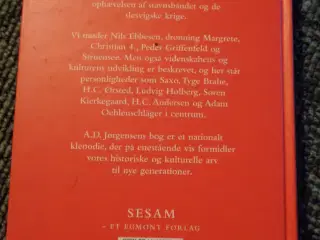 ophævelsen af stavnsbåndet og de
slesvigske krige.
Vi møder Niels Ebbesen, dronning Margrete,
Christian 4., Peder Griffenfeld og
Struensee. Men også videnskabens og
kulturens udvikling er beskrevet, og her står
personligheder som Saxo, Tyge Brahe,
H.C. Ørsted, Ludvig Holberg, Søren
Kierkegaard, H.C. Andersen og Adam
Oehlenschläger i centrum.
A.D. Jørgensens bog er et nationalt
klenodie, der på enestående vis formidler
vores historiske og kulturelle arv
til nye generationer.
SESAM
– ET EGMONT FORLAG